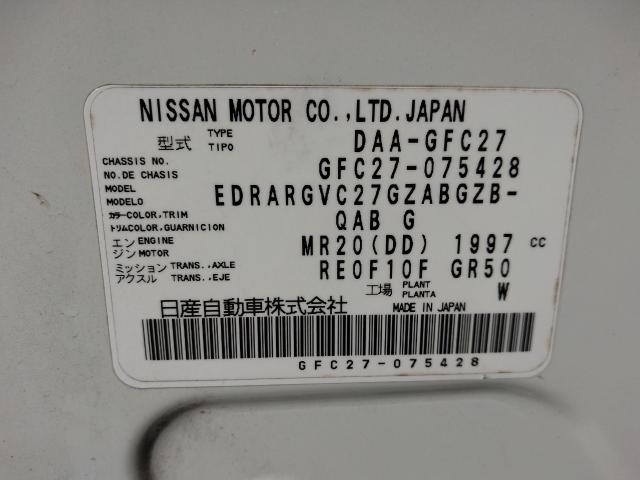 NISSAN MOTOR CO.,LTD.JAPAN
型式 TYPE TIPO DAA-GFC27
CHASSIS NO. NO.DE CHASSIS GFC27-075428
MODEL MODELO EDRARGVC27GZABGZB-
カラーCOLOR,TRIM トリムCOLOR,GUARNICION QAB G
エンジン ENGINE MOTOR MR20(DD) 1997 CC
ミッション アクスル TRANS.,AXLE TRANS.,EJE RE0F10F GR50
工場 PLANT PLANTA W
日産自動車株式会社 MADE IN JAPAN
GFC27-075428